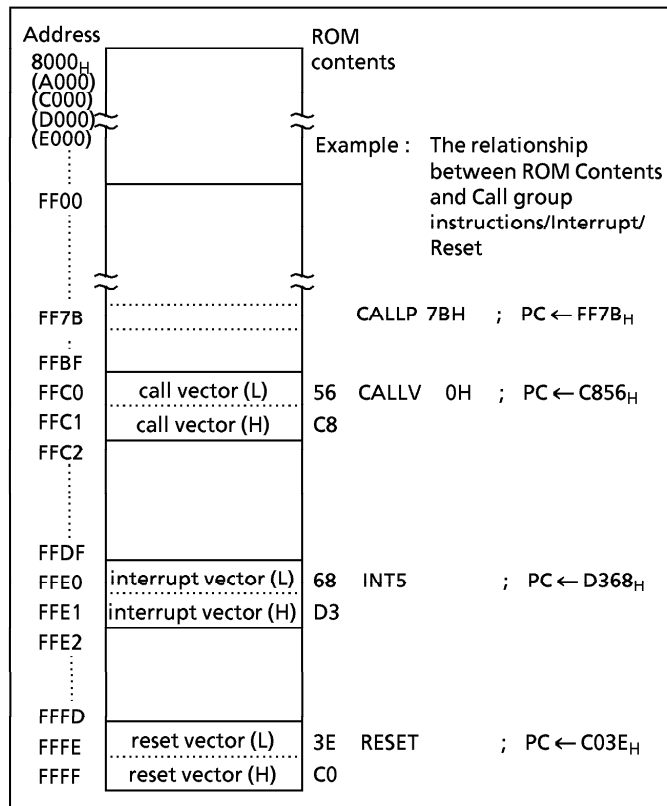 Address ROM
8000H contents
(A000)
(C000)
(D000)
(E000)
Example : The relationship
between ROM Contents
and Call group
instructions/Interrupt/
Reset
FF00
FF7B CALLP 7BH ; PC ← FF7BH
FFBF
FFC0 call vector (L) 56 CALLV 0H ; PC ← C856H
FFC1 call vector (H) C8
FFC2
FFDF
FFE0 interrupt vector (L) 68 INT5 ; PC ← D368H
FFE1 interrupt vector (H) D3
FFE2
FFFD
FFFE reset vector (L) 3E RESET ; PC ← C03EH
FFFF reset vector (H) C0